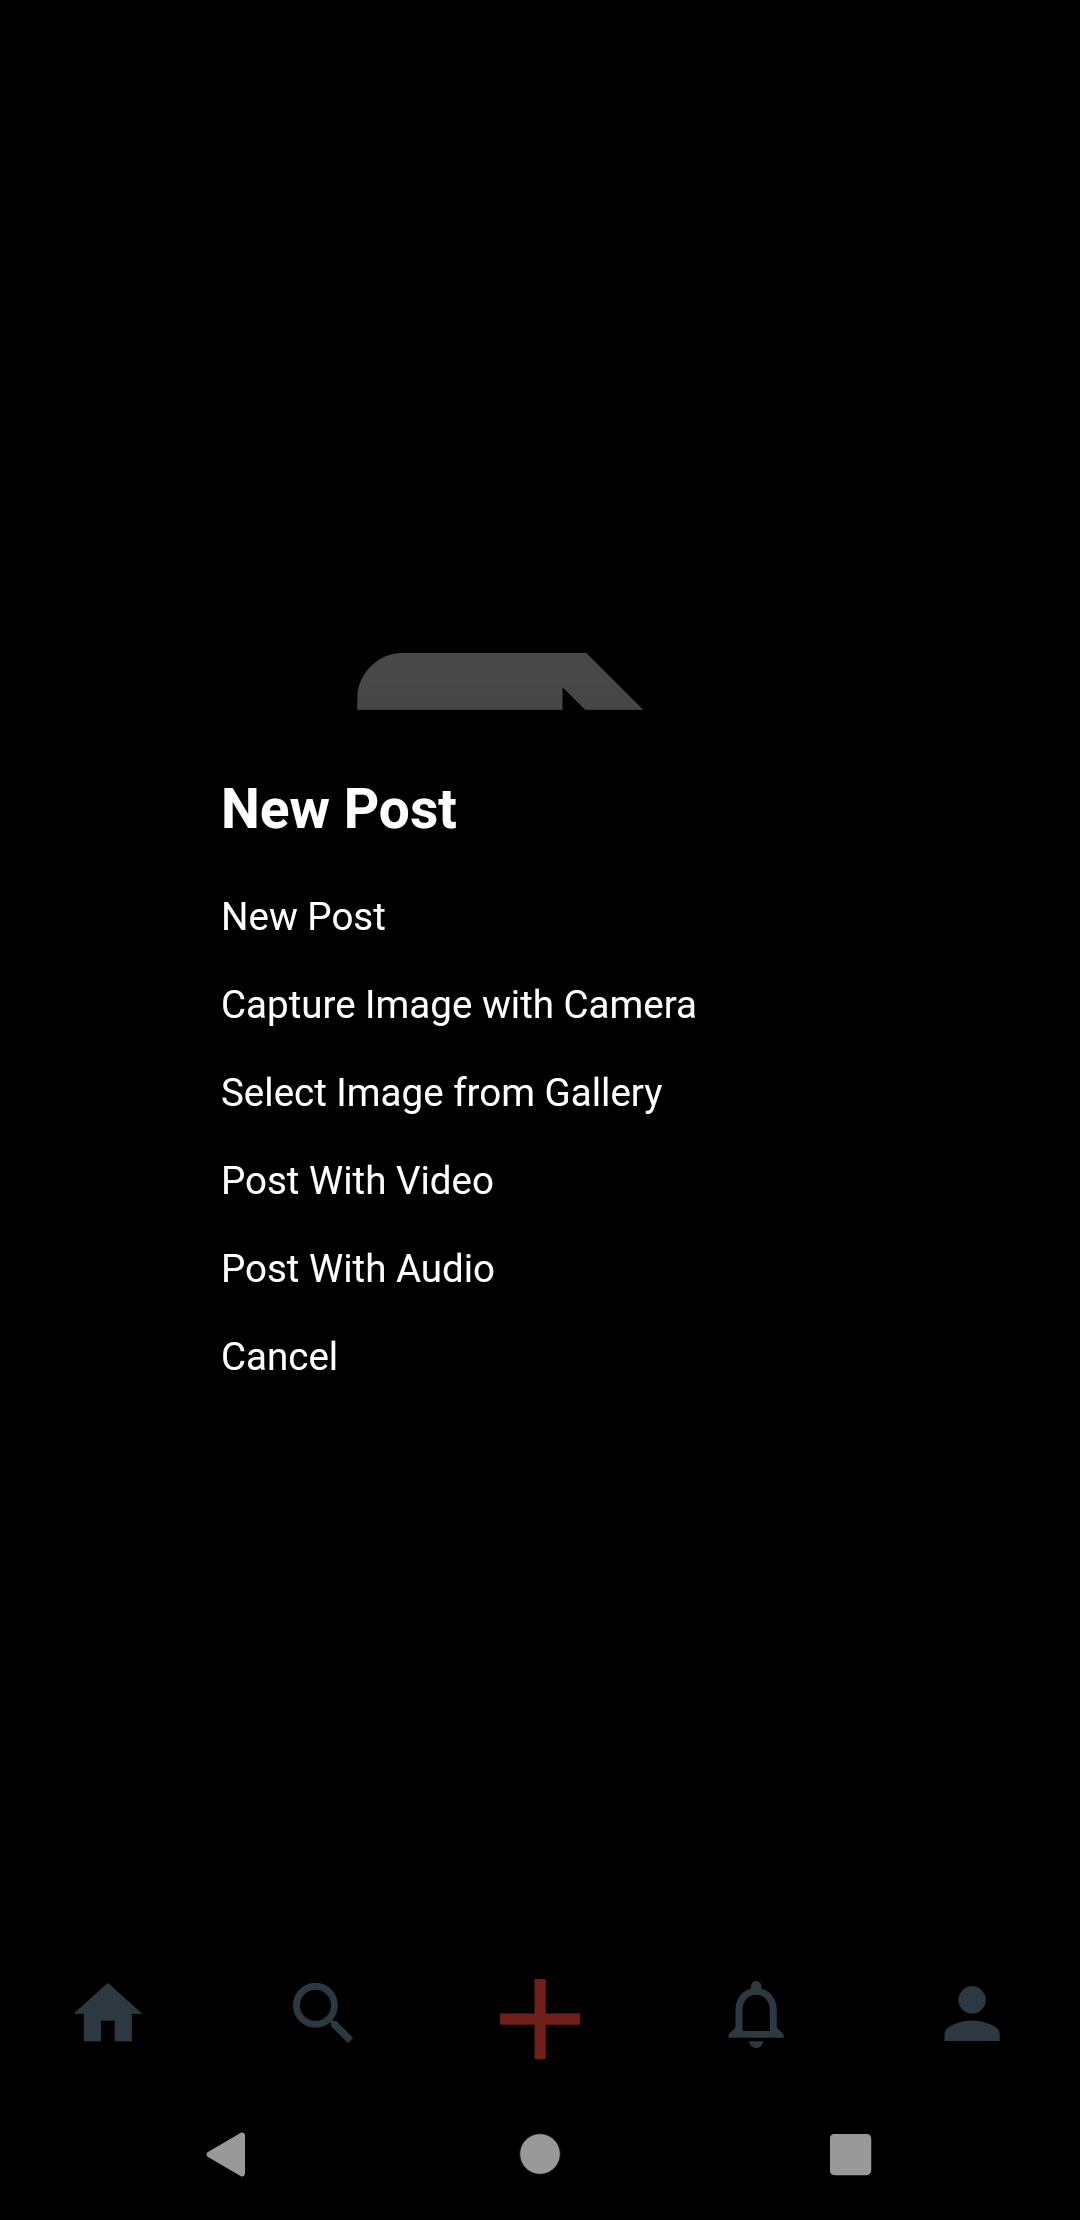 New Post
New Post
Capture Image with Camera
Select Image from Gallery
Post With Video
Post With Audio
Cancel